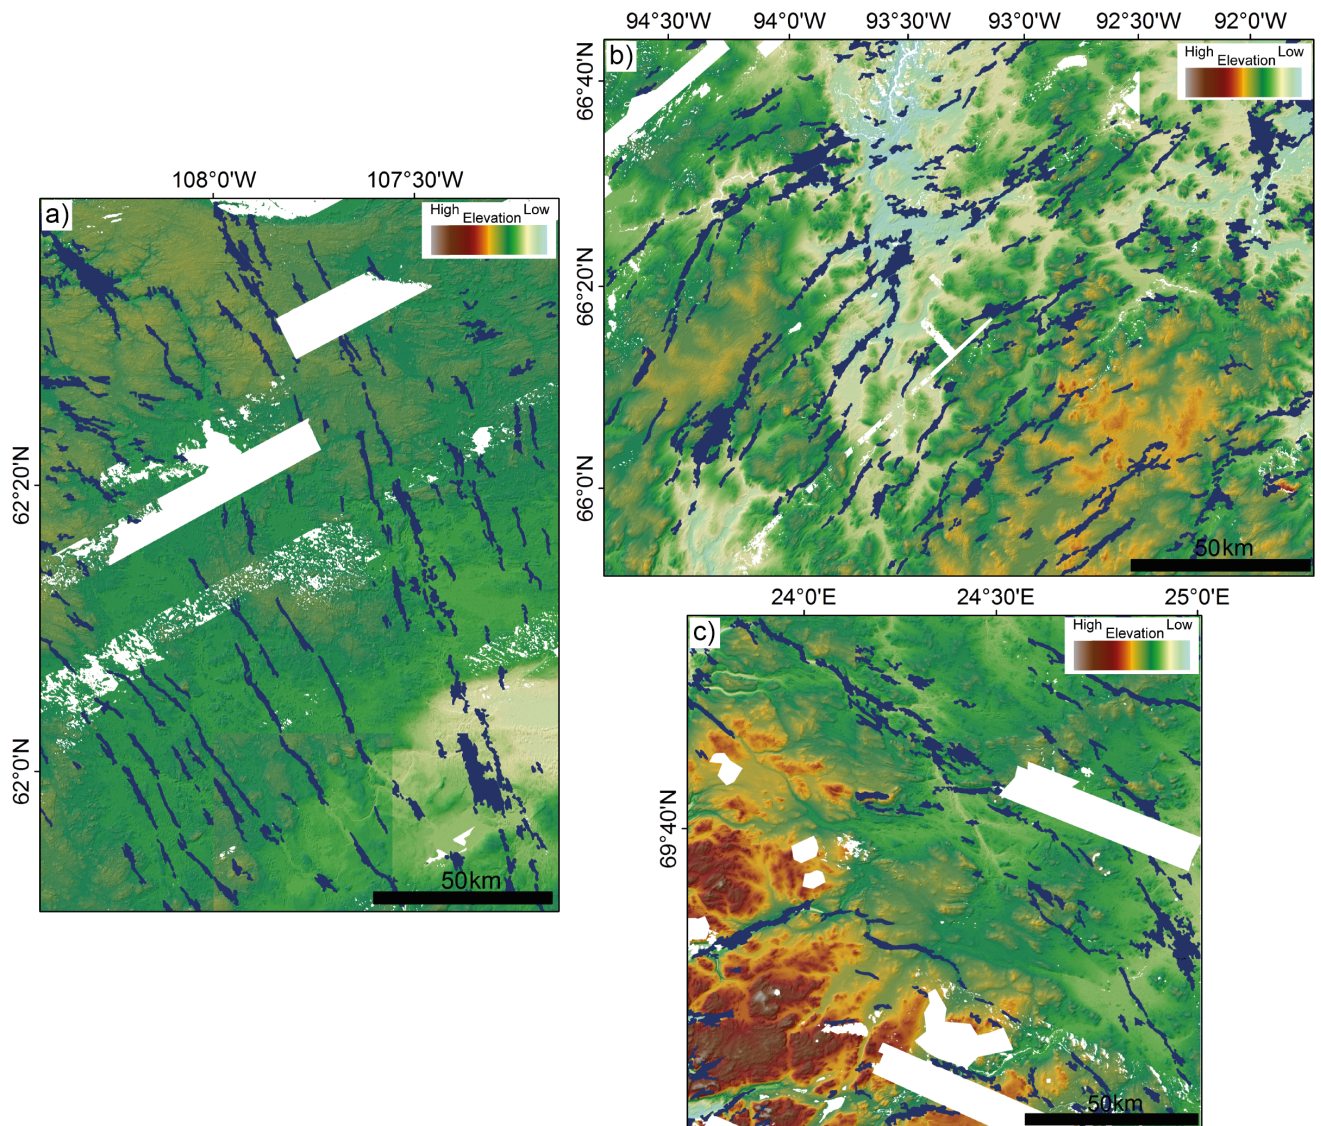 94°30'W 94°0'W 93°30'W 93°0'W 92°30'W 92°0'W
b)
High Elevation Low
66°40'N
66°20'N
66°0'N
50km
108°0'W 107°30'W
a)
High Elevation Low
62°20'N
62°0'N
50km
24°0'E 24°30'E 25°0'E
c)
High Elevation Low
69°40'N
50km